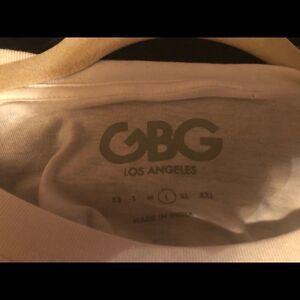 GBG
LOS ANGELES
XS S M L XL XXL
MADE IN INDIA